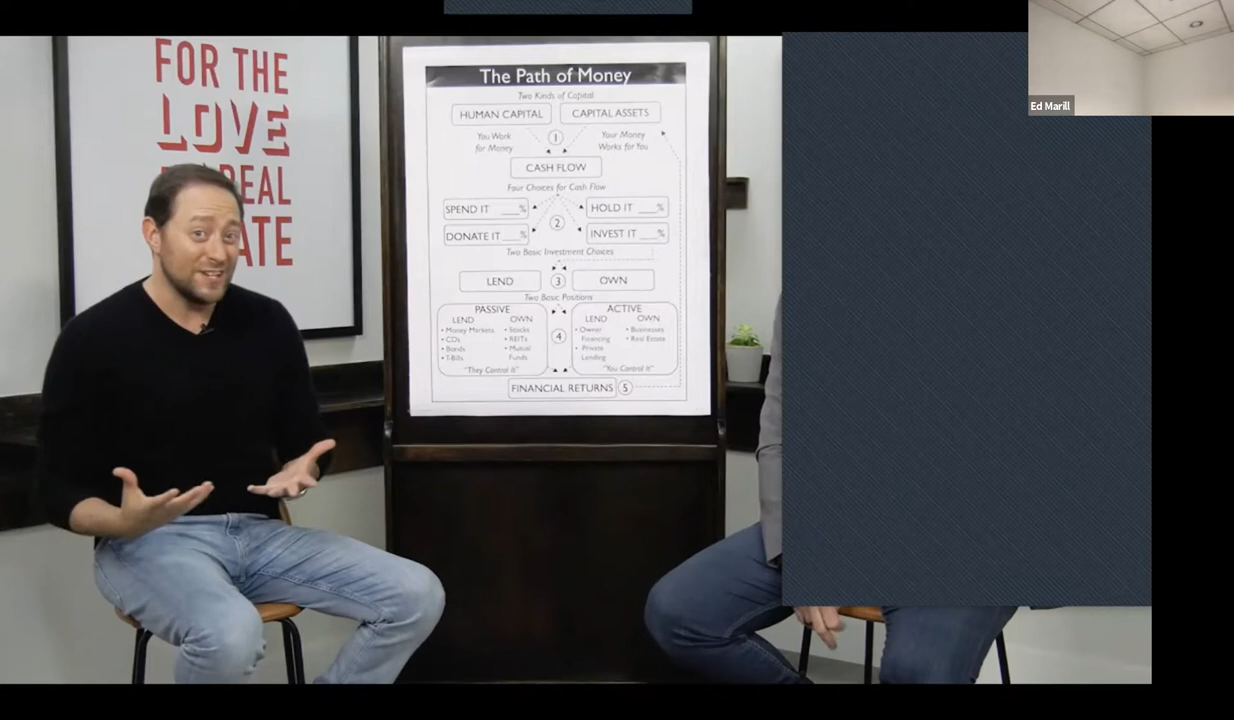 FOR THE
LOVE
REAL
ATE
The Path of Money
Two Kinds of Capital
HUMAN CAPITAL
CAPITAL ASSETS
You Work
for Money
1
Your Money
Works for You
CASH FLOW
Four Choices for Cash Flow
SPEND IT ___%
HOLD IT ___%
2
DONATE IT ___%
INVEST IT ___%
Two Basic Investment Choices
LEND
3
OWN
Two Basic Positions
PASSIVE
LEND
• Money Markets
• CDs
• Bonds
• T-Bills
OWN
• Stocks
• REITs
• Mutual
Funds
"They Control It"
4
ACTIVE
LEND
• Owner
Financing
• Private
Lending
OWN
• Businesses
• Real Estate
"You Control It"
FINANCIAL RETURNS 5
Ed Marill